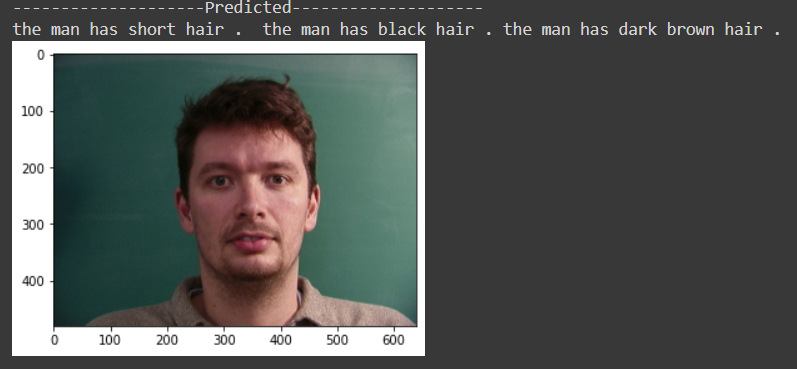 --------------------Predicted--------------------
the man has short hair .  the man has black hair . the man has dark brown hair .
0
100
200
300
400
0 100 200 300 400 500 600